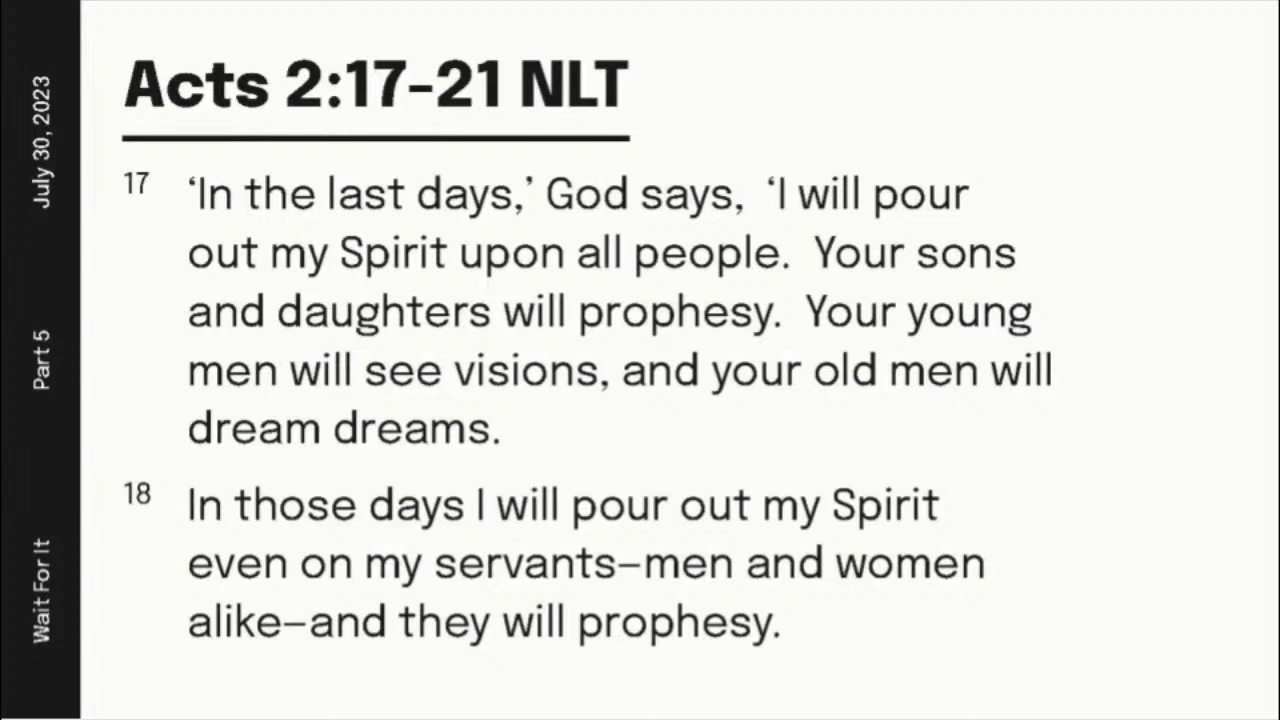 Acts 2:17-21 NLT
17 ‘In the last days,’ God says, ‘I will pour
out my Spirit upon all people. Your sons
and daughters will prophesy. Your young
men will see visions, and your old men will
dream dreams.
18 In those days I will pour out my Spirit
even on my servants—men and women
alike—and they will prophesy.
July 30, 2023
Part 5
Wait For It